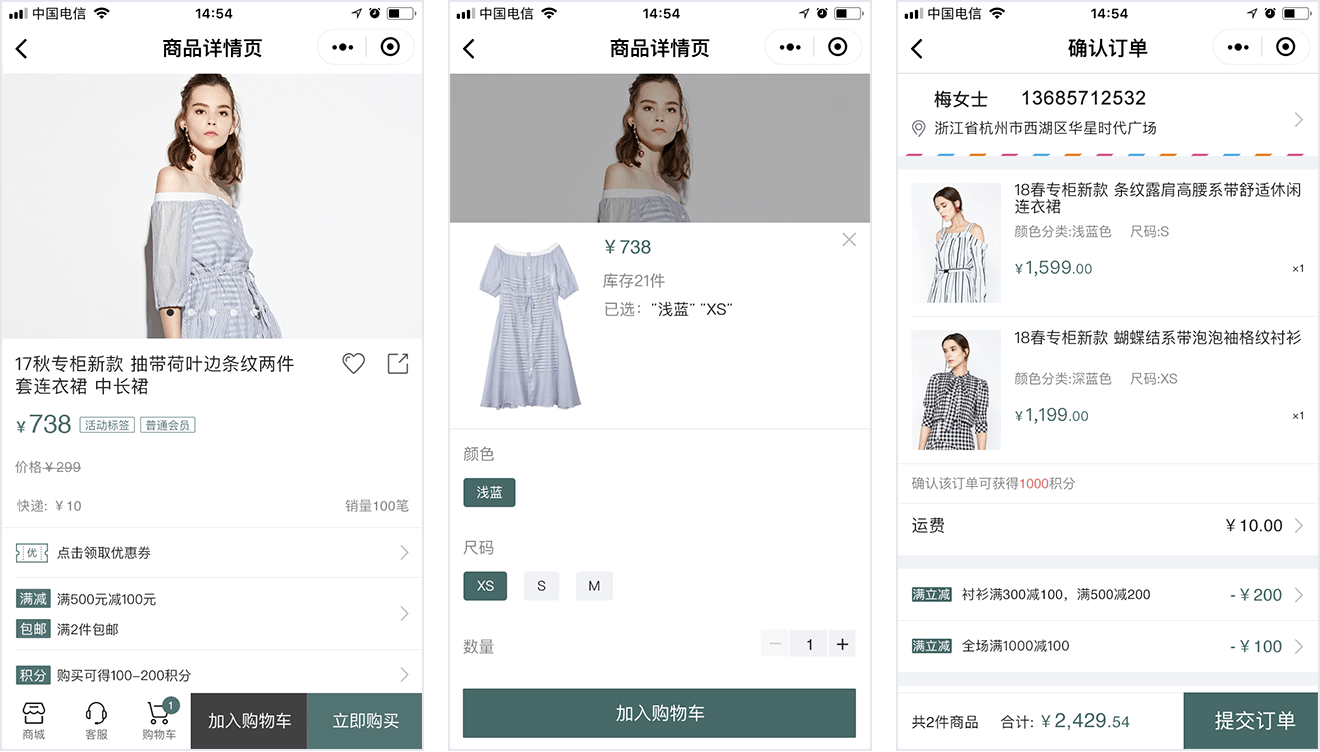 中国电信
14:54
商品详情页
17秋专柜新款 抽带荷叶边条纹两件
套连衣裙 中长裙
¥738 活动标签 普通会员
价格¥299
快递: ¥10 销量100笔
优 点击领取优惠券
满减 满500元减100元
包邮 满2件包邮
积分 购买可得100-200积分
商城
客服
1
购物车
加入购物车
立即购买
中国电信
14:54
商品详情页
¥738
库存21件
已选: "浅蓝" "XS"
颜色
浅蓝
尺码
XS S M
数量
1
加入购物车
中国电信
14:54
确认订单
梅女士 13685712532
浙江省杭州市西湖区华星时代广场
18春专柜新款 条纹露肩高腰系带舒适休闲
连衣裙
颜色分类:浅蓝色 尺码:S
¥1,599.00 ×1
18春专柜新款 蝴蝶结系带泡泡袖格纹衬衫
颜色分类:深蓝色 尺码:XS
¥1,199.00 ×1
确认该订单可获得1000积分
运费 ¥10.00
满立减 衬衫满300减100，满500减200 -¥200
满立减 全场满1000减100 -¥100
共2件商品 合计: ¥2,429.54
提交订单